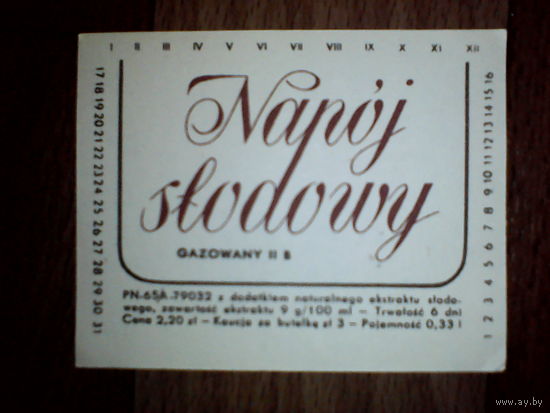 I II III IV V VI VII VIII IX X XI XII
17 18 19 20 21 22 23 24 25 26 27 28 29 30 31
Napój
słodowy
GAZOWANY II B
PN-65/A-79032 z dodatkiem naturalnego ekstraktu słodo-
wego, zawartość ekstraktu 9 g/100 ml – Trwałość 6 dni
Cena 2,20 zł – Kaucja za butelkę zł 3 – Pojemność 0,33 l
1 2 3 4 5 6 7 8 9 10 11 12 13 14 15 16
www.ay.by